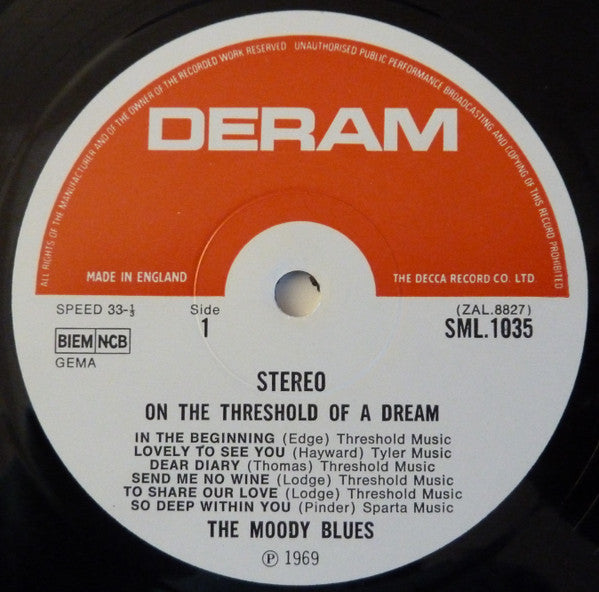 ALL RIGHTS OF THE MANUFACTURER AND OF THE OWNER OF THE RECORDED WORK RESERVED UNAUTHORISED PUBLIC PERFORMANCE BROADCASTING AND COPYING OF THIS RECORD PROHIBITED
DERAM
MADE IN ENGLAND THE DECCA RECORD CO. LTD.
SPEED 33-⅓ Side (ZAL.8827)
1 SML.1035
BIEM NCB
GEMA
STEREO
ON THE THRESHOLD OF A DREAM
IN THE BEGINNING (Edge) Threshold Music
LOVELY TO SEE YOU (Hayward) Tyler Music
DEAR DIARY (Thomas) Threshold Music
SEND ME NO WINE (Lodge) Threshold Music
TO SHARE OUR LOVE (Lodge) Threshold Music
SO DEEP WITHIN YOU (Pinder) Sparta Music
THE MOODY BLUES
℗ 1969